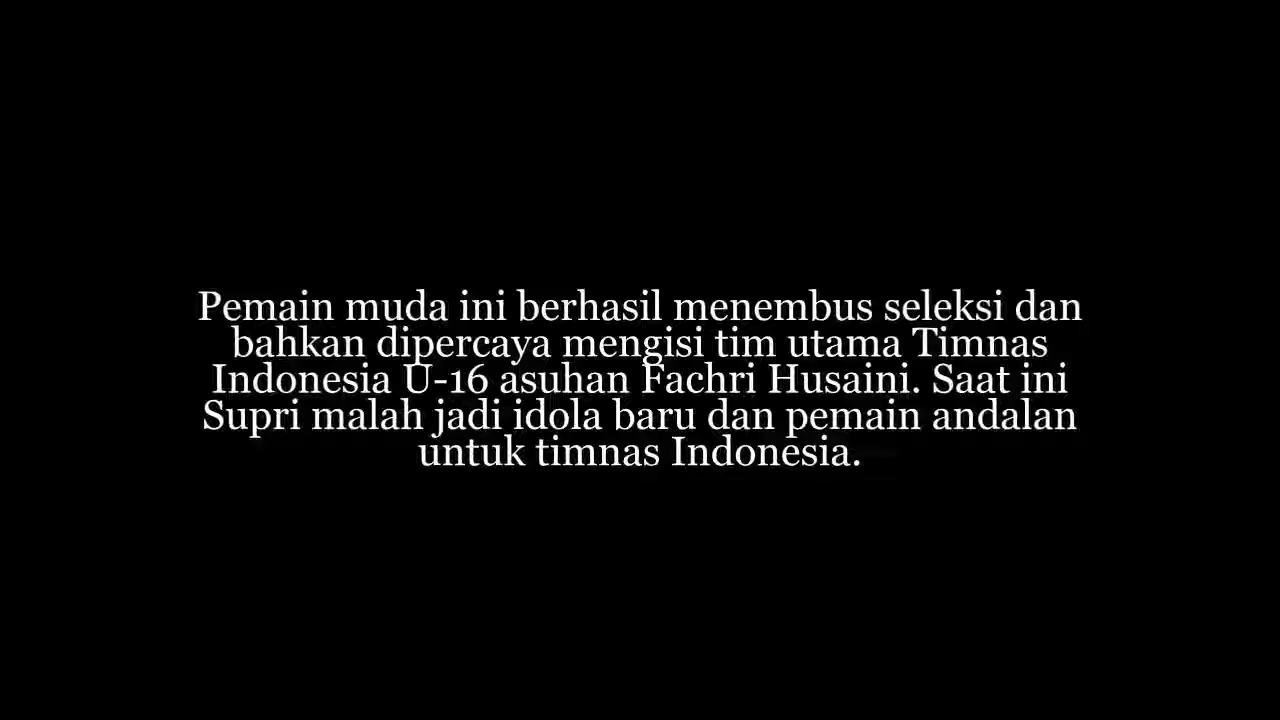 Pemain muda ini berhasil menembus seleksi dan
bahkan dipercaya mengisi tim utama Timnas
Indonesia U-16 asuhan Fachri Husaini. Saat ini
Supri malah jadi idola baru dan pemain andalan
untuk timnas Indonesia.